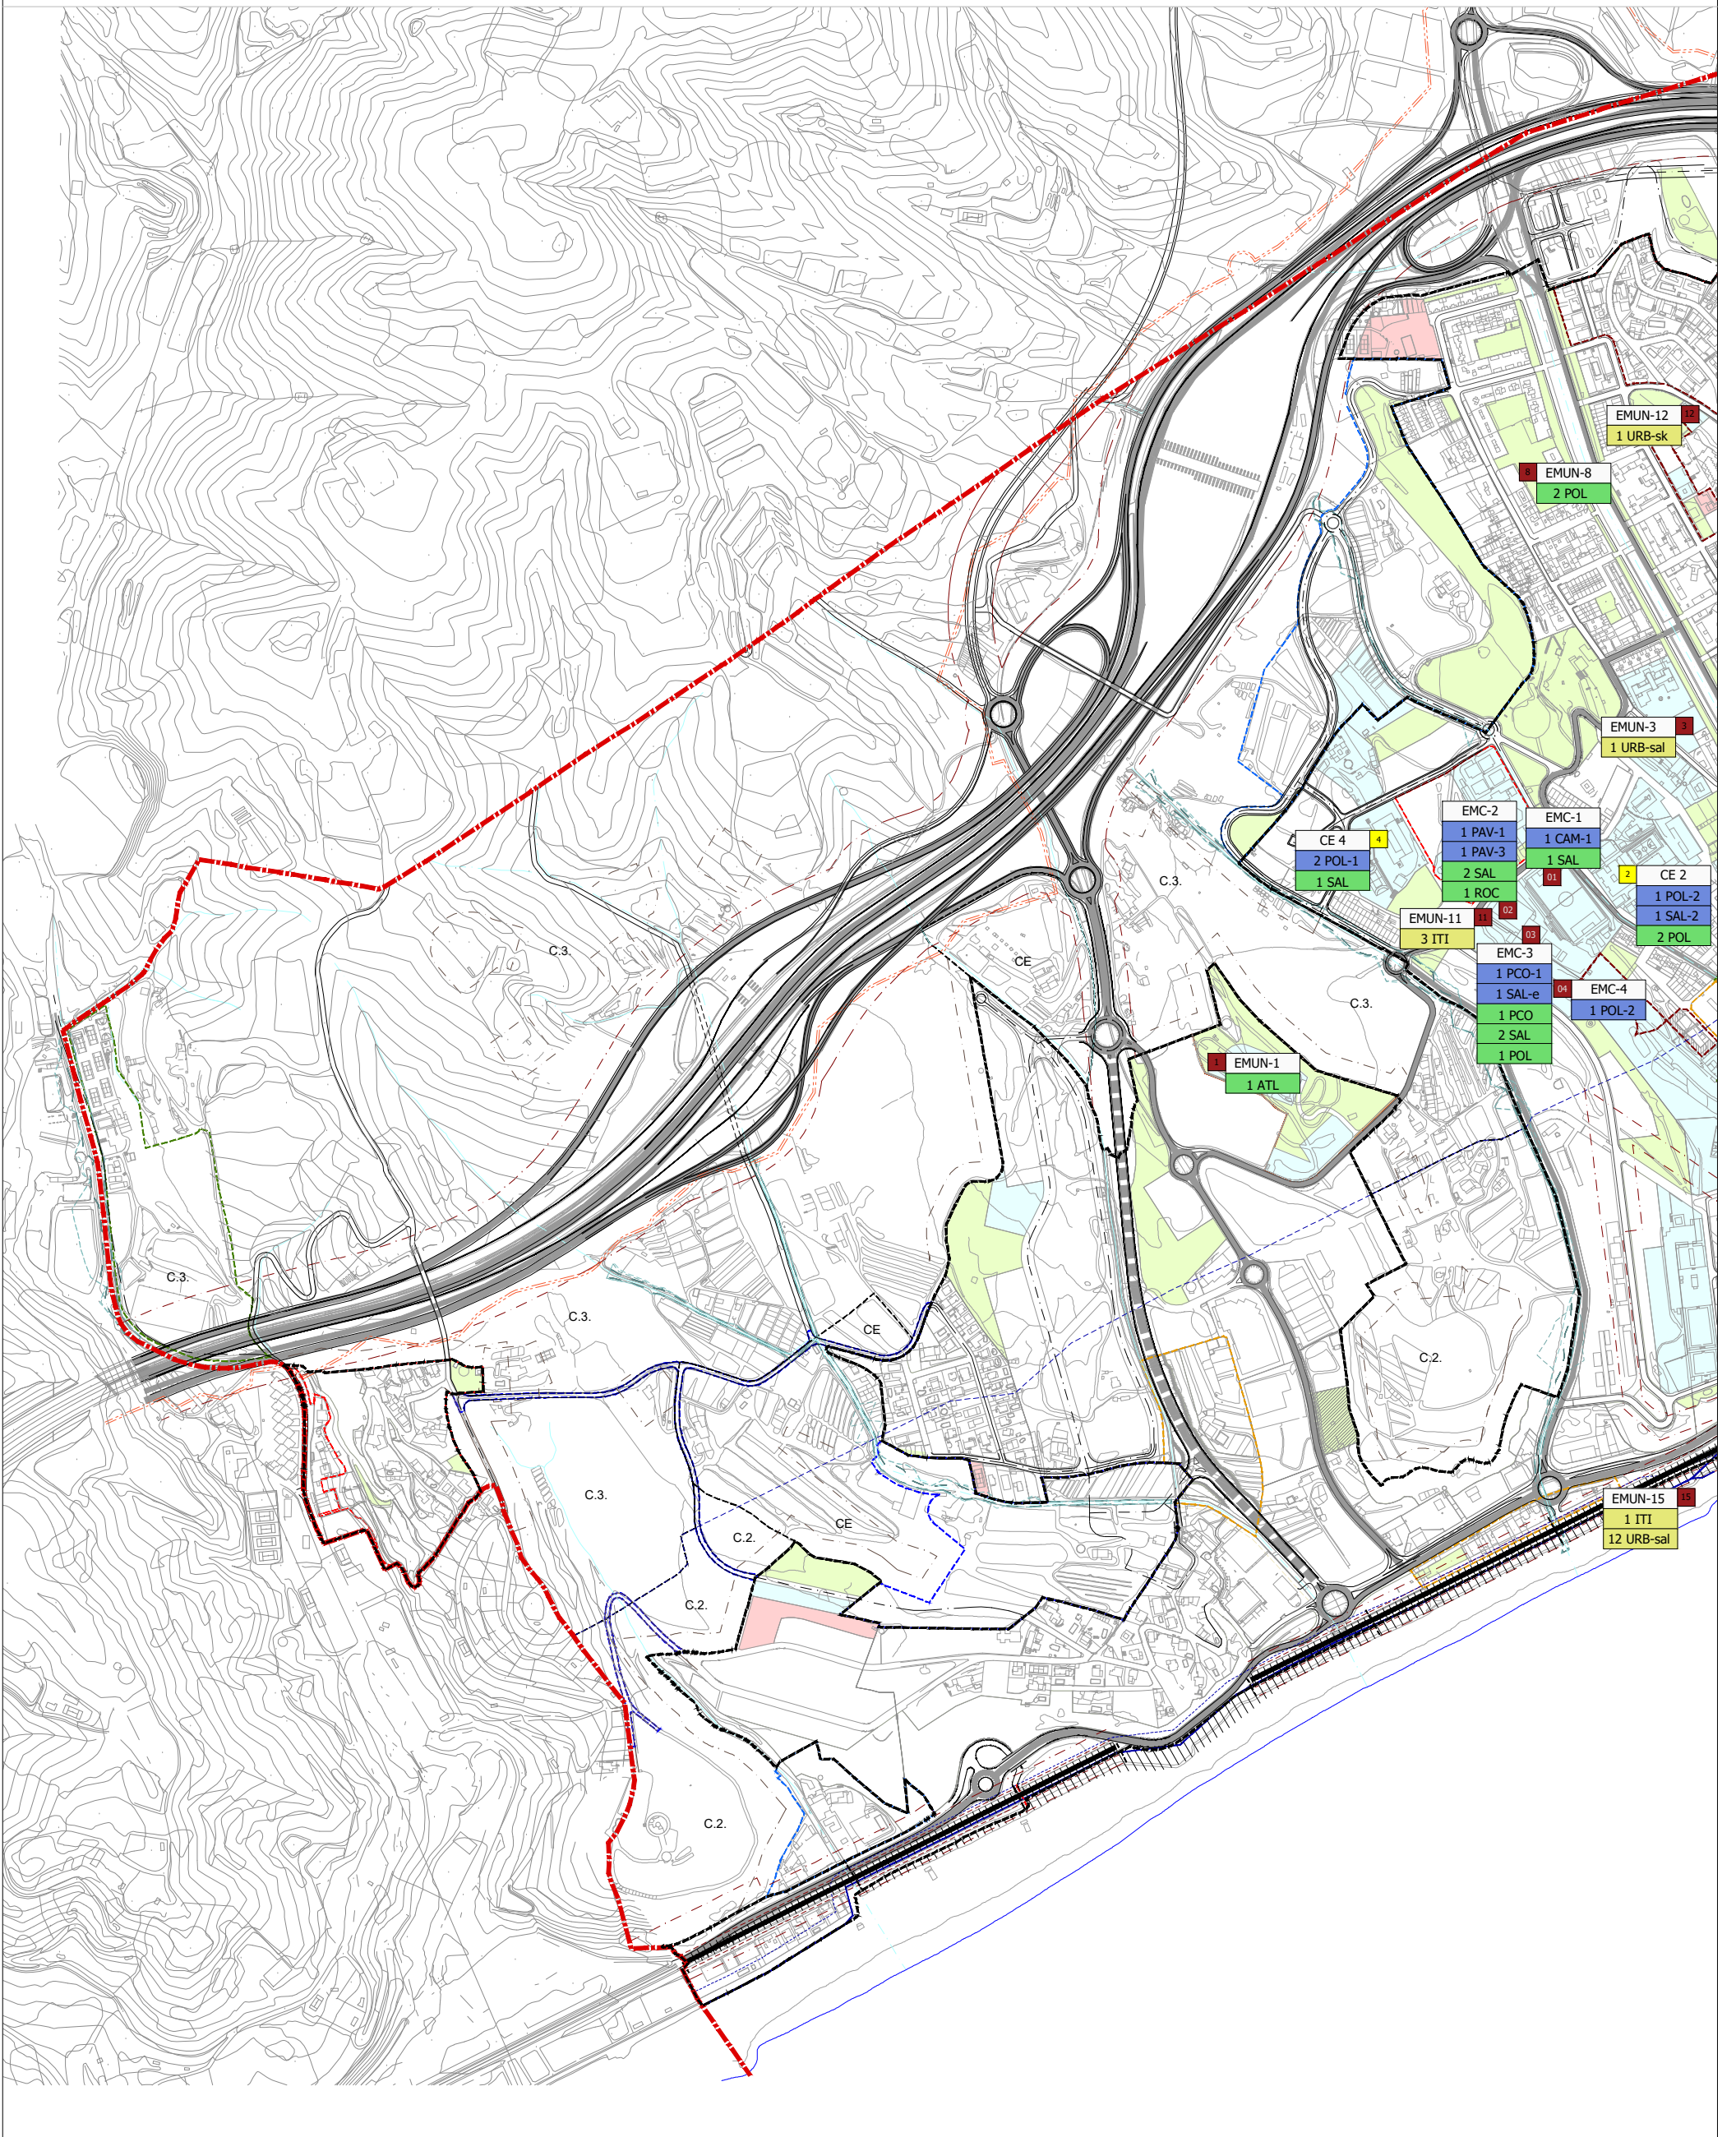 EMUN-12
12
1 URB-sk
8
EMUN-8
2 POL
EMUN-3
3
1 URB-sal
EMC-2
1 PAV-1
1 PAV-3
2 SAL
1 ROC
02
EMC-1
1 CAM-1
1 SAL
01
CE 4
4
2 POL-1
1 SAL
2
CE 2
1 POL-2
1 SAL-2
2 POL
C.3.
EMUN-11
11
3 ITI
03
EMC-3
1 PCO-1
1 SAL-e
1 PCO
2 SAL
1 POL
04
EMC-4
1 POL-2
C.3.
CE
C.3.
1
EMUN-1
1 ATL
C.3.
C.3.
CE
C.2.
C.3.
CE
C.2.
EMUN-15
15
1 ITI
12 URB-sal
C.2.
C.2.